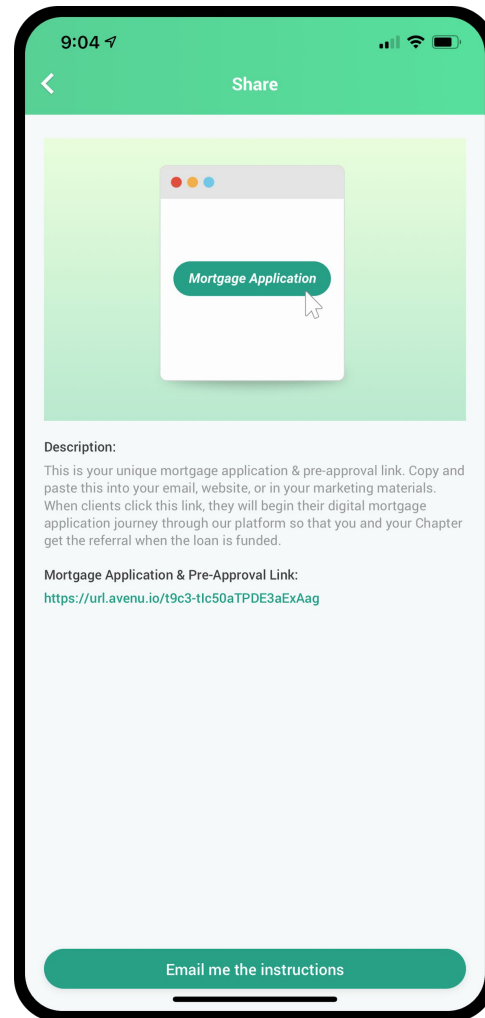 9:04
Share
Mortgage Application
Description:
This is your unique mortgage application & pre-approval link. Copy and
paste this into your email, website, or in your marketing materials.
When clients click this link, they will begin their digital mortgage
application journey through our platform so that you and your Chapter
get the referral when the loan is funded.
Mortgage Application & Pre-Approval Link:
https://url.avenu.io/t9c3-tIc50aTPDE3aExAag
Email me the instructions